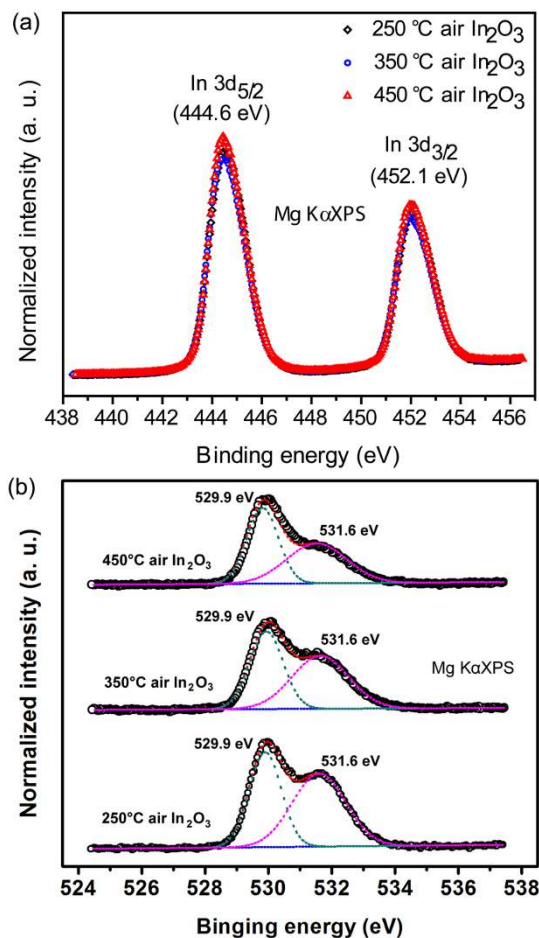 (a)
250 °C air In2O3
350 °C air In2O3
450 °C air In2O3
In 3d5/2
(444.6 eV)
In 3d3/2
(452.1 eV)
Mg KαXPS
Normalized intensity (a. u.)
438 440 442 444 446 448 450 452 454 456
Binding energy (eV)
(b)
529.9 eV
531.6 eV
450°C air In2O3
529.9 eV
531.6 eV
Mg KαXPS
350°C air In2O3
529.9 eV
531.6 eV
250°C air In2O3
Normalized intensity (a. u.)
524 526 528 530 532 534 536 538
Binging energy (eV)